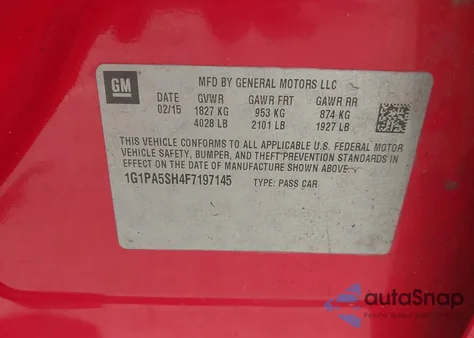 GM
MFD BY GENERAL MOTORS LLC
DATE GVWR GAWR FRT GAWR RR
02/15 1827 KG 953 KG 874 KG
4028 LB 2101 LB 1927 LB
THIS VEHICLE CONFORMS TO ALL APPLICABLE U.S. FEDERAL MOTOR
VEHICLE SAFETY, BUMPER, AND THEFT PREVENTION STANDARDS IN
EFFECT ON THE DATE OF MANUFACTURE SHOWN ABOVE.
1G1PA5SH4F7197145 TYPE: PASS CAR
autoSnap